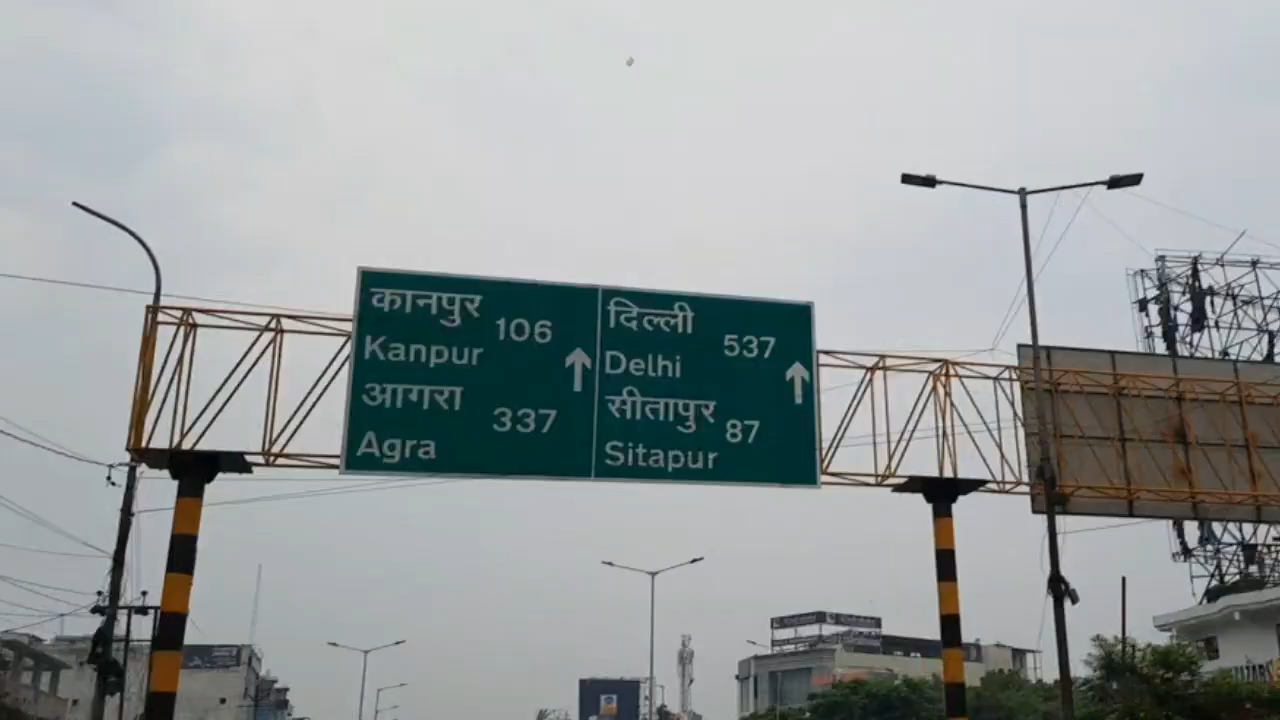 कानपुर
Kanpur
106
आगरा
Agra
337
दिल्ली
Delhi
537
सीतापुर
Sitapur
87